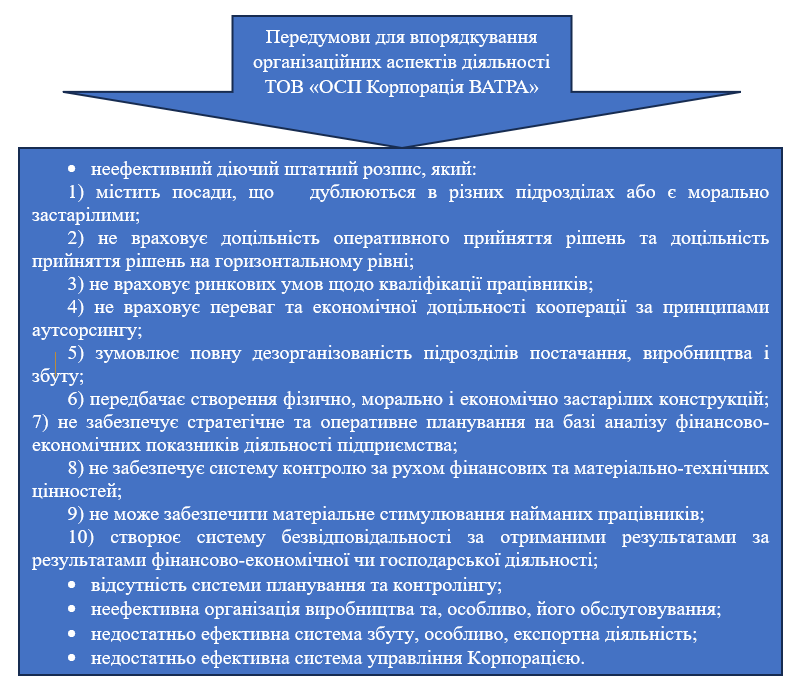 Передумови для впорядкування
організаційних аспектів діяльності
ТОВ «ОСП Корпорація ВАТРА»
• неефективний діючий штатний розпис, який:
1) містить посади, що дублюються в різних підрозділах або є морально
застарілими;
2) не враховує доцільність оперативного прийняття рішень та доцільність
прийняття рішень на горизонтальному рівні;
3) не враховує ринкових умов щодо кваліфікації працівників;
4) не враховує переваг та економічної доцільності кооперації за принципами
аутсорсингу;
5) зумовлює повну дезорганізованість підрозділів постачання, виробництва і
збуту;
6) передбачає створення фізично, морально і економічно застарілих конструкцій;
7) не забезпечує стратегічне та оперативне планування на базі аналізу фінансово-
економічних показників діяльності підприємства;
8) не забезпечує систему контролю за рухом фінансових та матеріально-технічних
цінностей;
9) не може забезпечити матеріальне стимулювання найманих працівників;
10) створює систему безвідповідальності за отриманими результатами за
результатами фінансово-економічної чи господарської діяльності;
• відсутність системи планування та контролінгу;
• неефективна організація виробництва та, особливо, його обслуговування;
• недостатньо ефективна система збуту, особливо, експортна діяльність;
• недостатньо ефективна система управління Корпорацією.